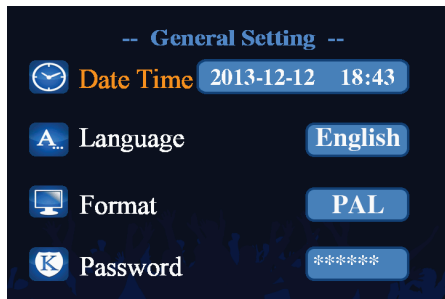 -- General Setting --
Date Time 2013-12-12 18:43
A... Language English
Format PAL
K Password ******